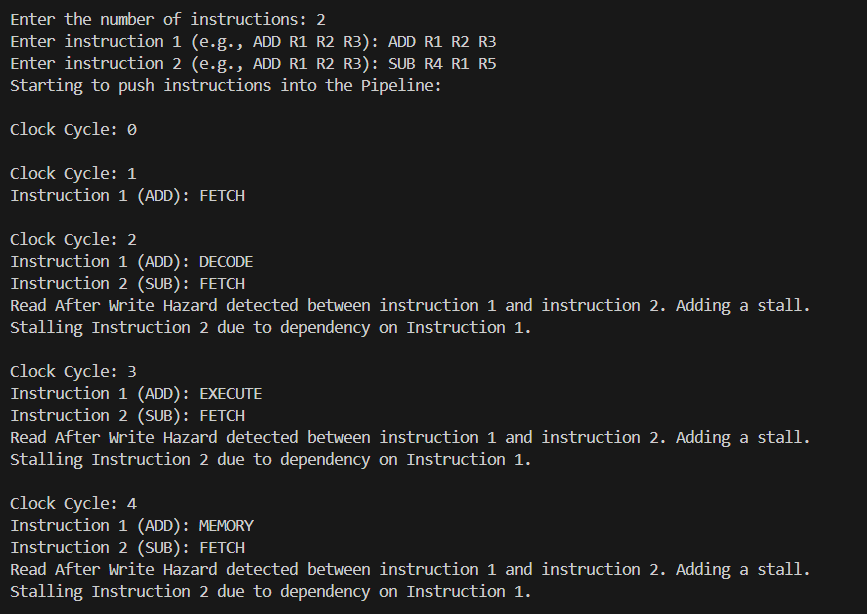 Enter the number of instructions: 2
Enter instruction 1 (e.g., ADD R1 R2 R3): ADD R1 R2 R3
Enter instruction 2 (e.g., ADD R1 R2 R3): SUB R4 R1 R5
Starting to push instructions into the Pipeline:

Clock Cycle: 0

Clock Cycle: 1
Instruction 1 (ADD): FETCH

Clock Cycle: 2
Instruction 1 (ADD): DECODE
Instruction 2 (SUB): FETCH
Read After Write Hazard detected between instruction 1 and instruction 2. Adding a stall.
Stalling Instruction 2 due to dependency on Instruction 1.

Clock Cycle: 3
Instruction 1 (ADD): EXECUTE
Instruction 2 (SUB): FETCH
Read After Write Hazard detected between instruction 1 and instruction 2. Adding a stall.
Stalling Instruction 2 due to dependency on Instruction 1.

Clock Cycle: 4
Instruction 1 (ADD): MEMORY
Instruction 2 (SUB): FETCH
Read After Write Hazard detected between instruction 1 and instruction 2. Adding a stall.
Stalling Instruction 2 due to dependency on Instruction 1.